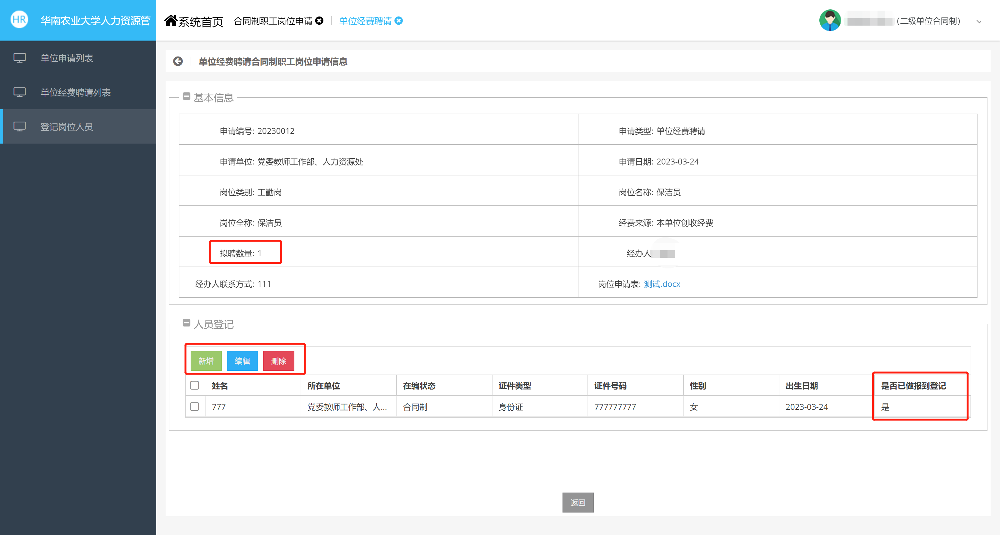 HR 华南农业大学人力资源管
系统首页 合同制职工岗位申请 单位经费聘请 (二级单位合同制)
单位申请列表
单位经费聘请列表
登记岗位人员
单位经费聘请合同制职工岗位申请信息
基本信息
申请编号: 20230012 申请类型: 单位经费聘请
申请单位: 党委教师工作部、人力资源处 申请日期: 2023-03-24
岗位类别: 工勤岗 岗位名称: 保洁员
岗位全称: 保洁员 经费来源: 本单位创收经费
拟聘数量: 1 经办人
经办人联系方式: 111 岗位申请表: 测试.docx
人员登记
新增 编辑 删除
姓名 所在单位 在编状态 证件类型 证件号码 性别 出生日期 是否已做报到登记
777 党委教师工作部、人... 合同制 身份证 777777777 女 2023-03-24 是
返回